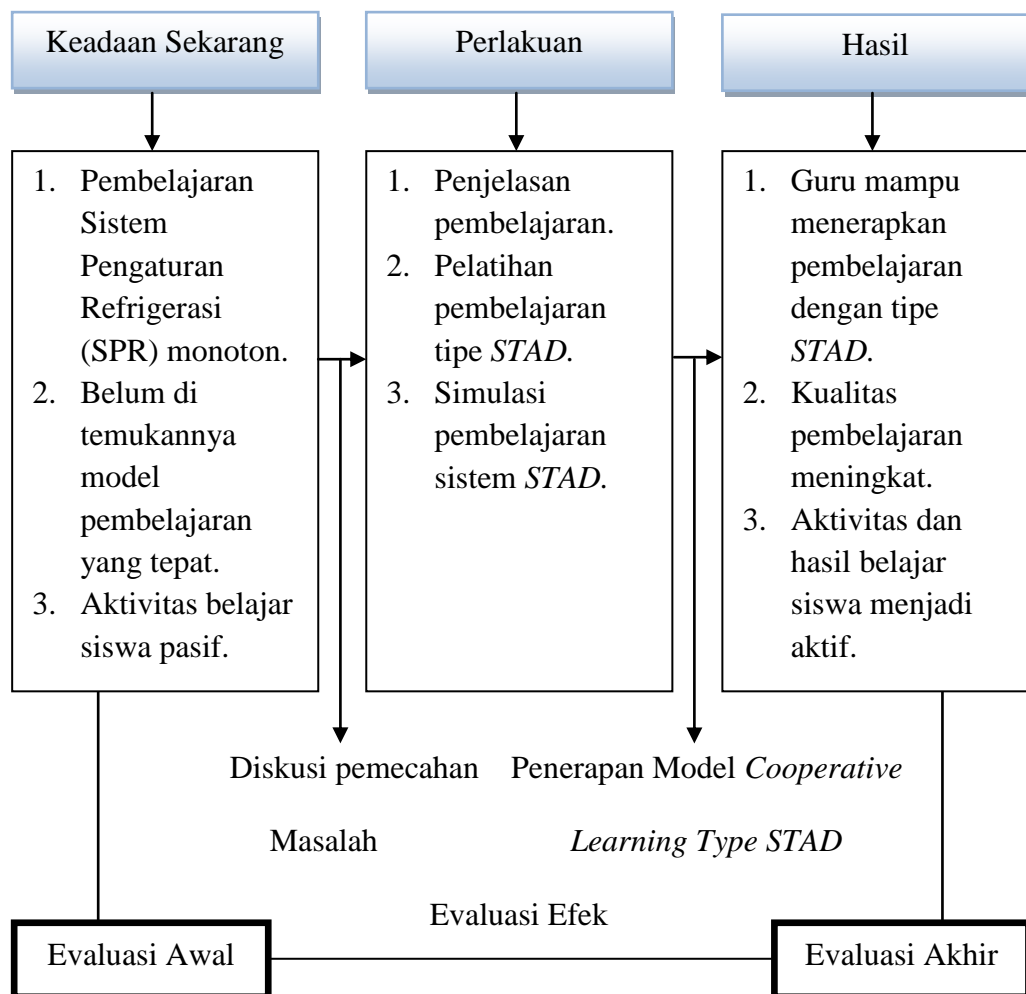 Keadaan Sekarang
Perlakuan
Hasil
1. Pembelajaran
Sistem
Pengaturan
Refrigerasi
(SPR) monoton.
2. Belum di
temukannya
model
pembelajaran
yang tepat.
3. Aktivitas belajar
siswa pasif.
1. Penjelasan
pembelajaran.
2. Pelatihan
pembelajaran
tipe STAD.
3. Simulasi
pembelajaran
sistem STAD.
1. Guru mampu
menerapkan
pembelajaran
dengan tipe
STAD.
2. Kualitas
pembelajaran
meningkat.
3. Aktivitas dan
hasil belajar
siswa menjadi
aktif.
Diskusi pemecahan
Masalah
Penerapan Model Cooperative
Learning Type STAD
Evaluasi Efek
Evaluasi Awal
Evaluasi Akhir